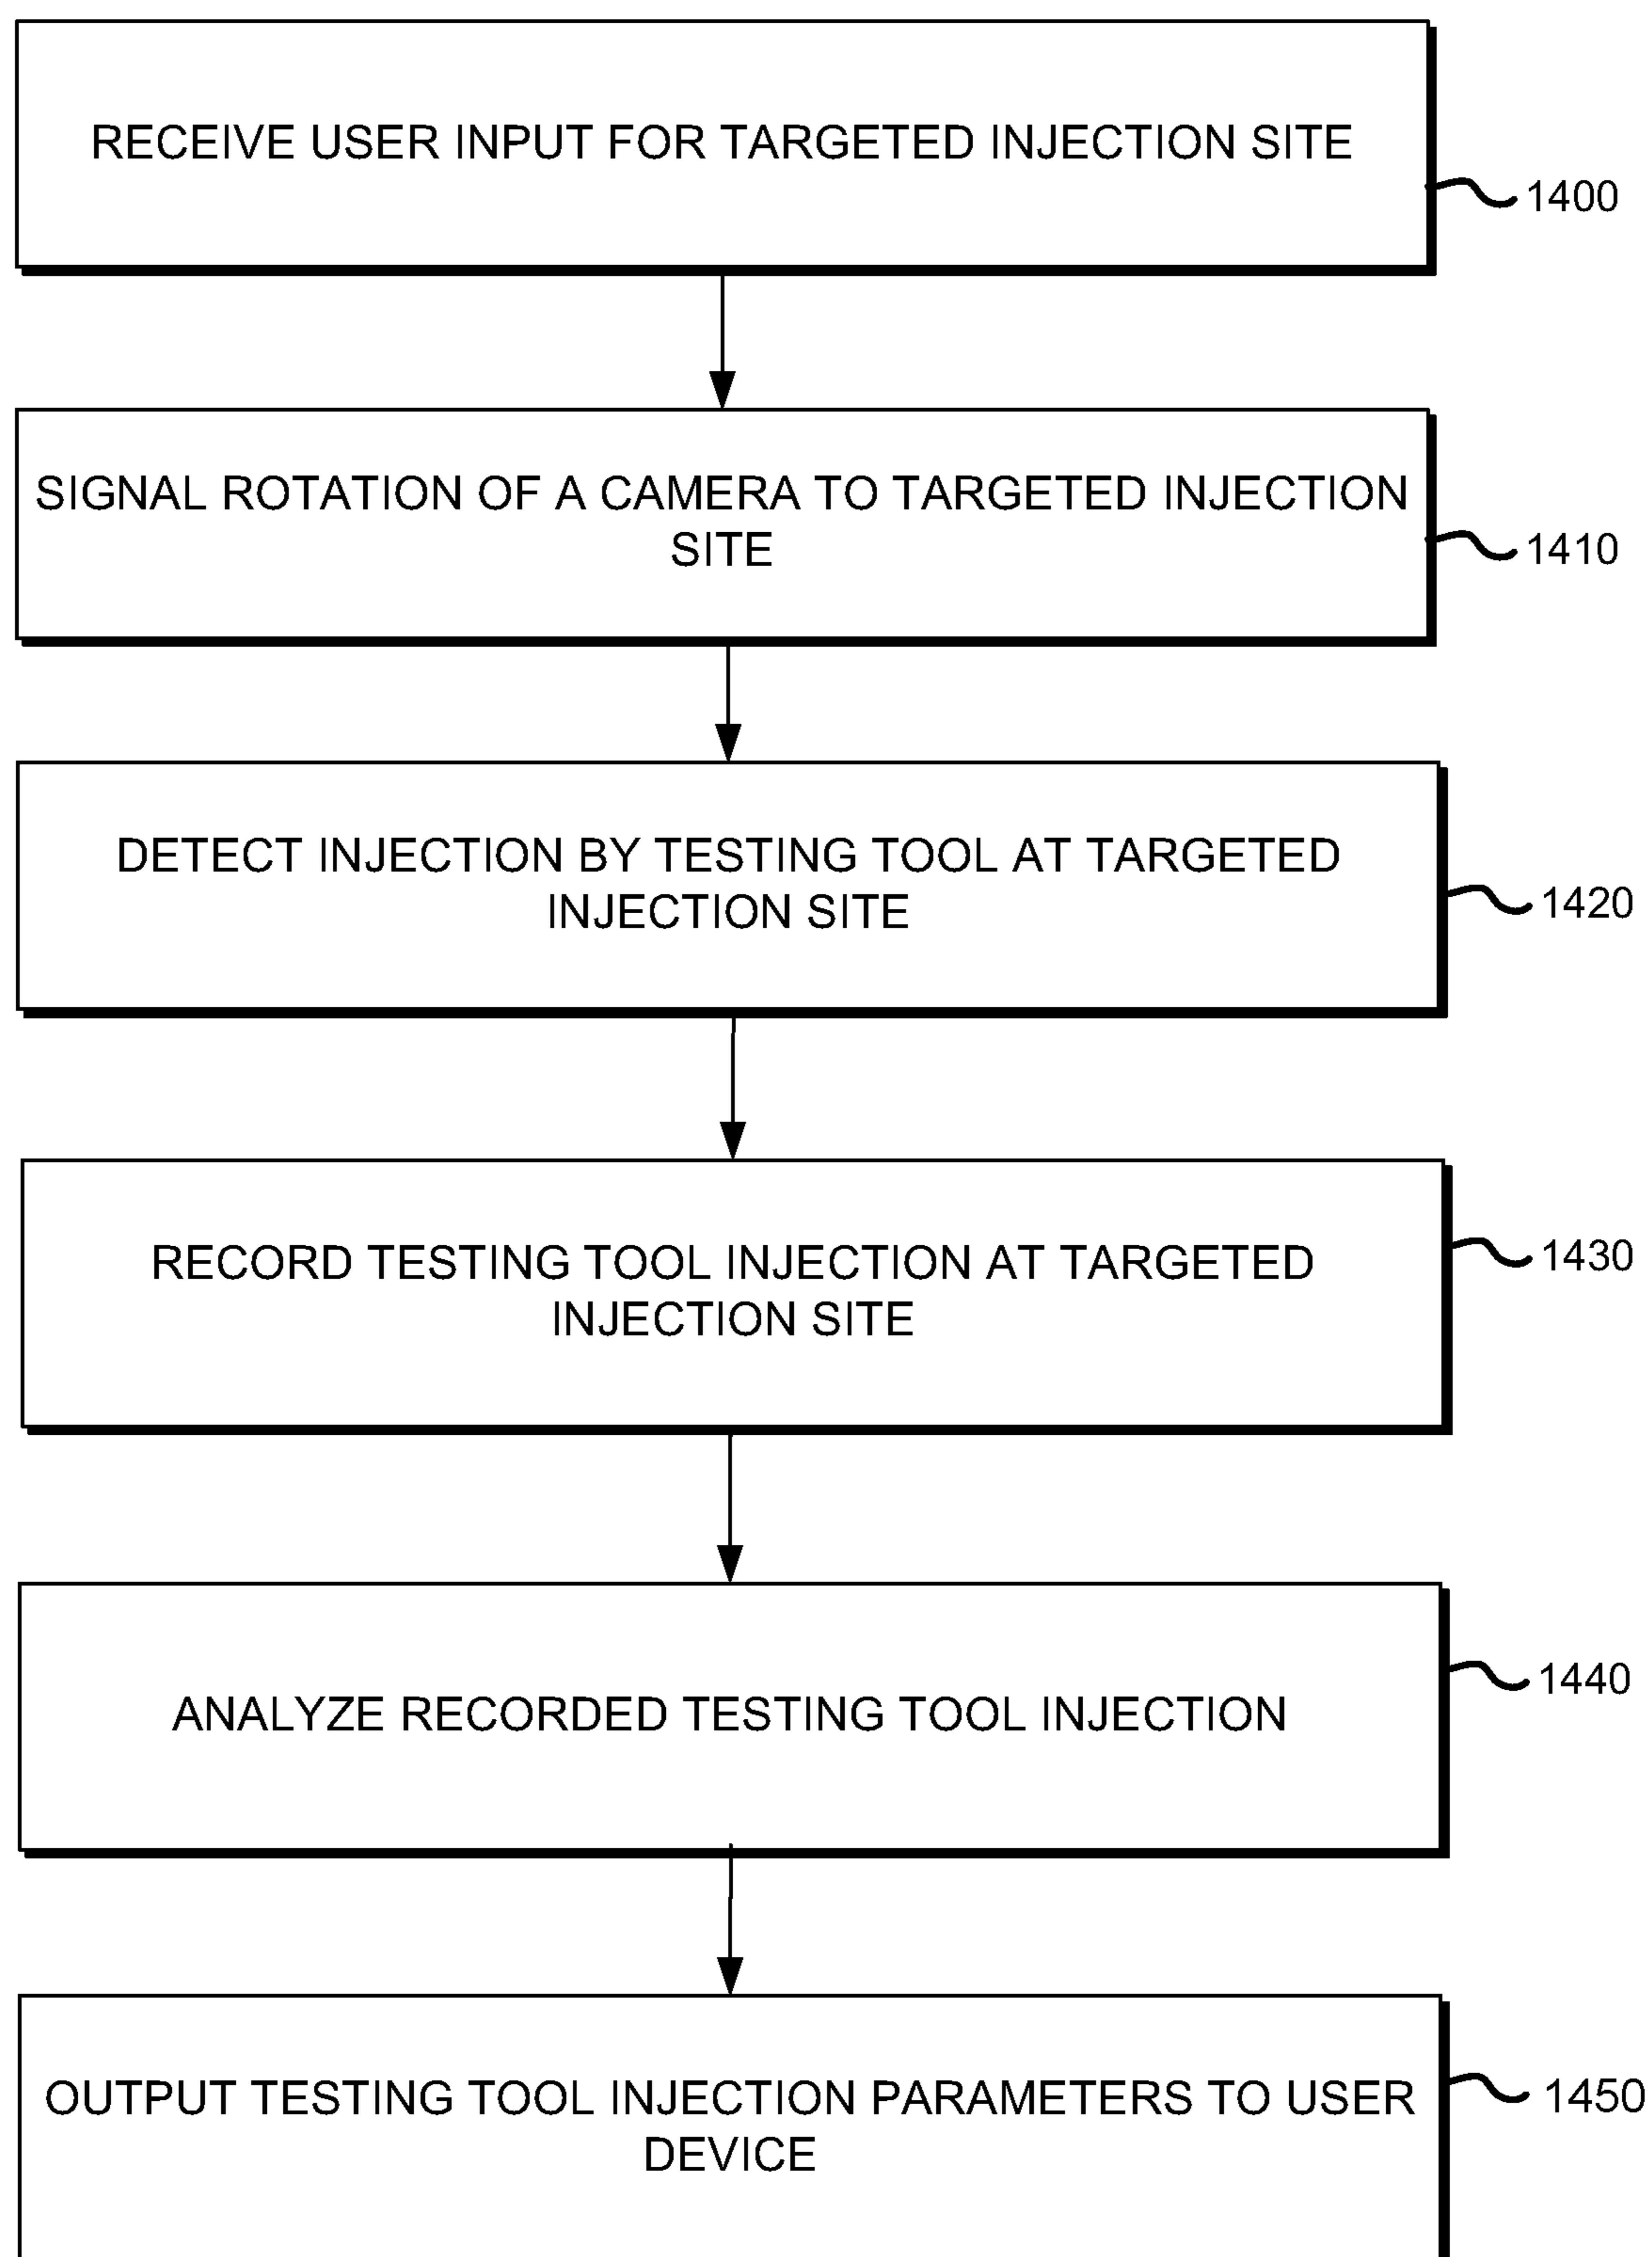 RECEIVE USER INPUT FOR TARGETED INJECTION SITE
1400
SIGNAL ROTATION OF A CAMERA TO TARGETED INJECTION
SITE
1410
DETECT INJECTION BY TESTING TOOL AT TARGETED
INJECTION SITE
1420
RECORD TESTING TOOL INJECTION AT TARGETED
INJECTION SITE
1430
ANALYZE RECORDED TESTING TOOL INJECTION
1440
OUTPUT TESTING TOOL INJECTION PARAMETERS TO USER
DEVICE
1450